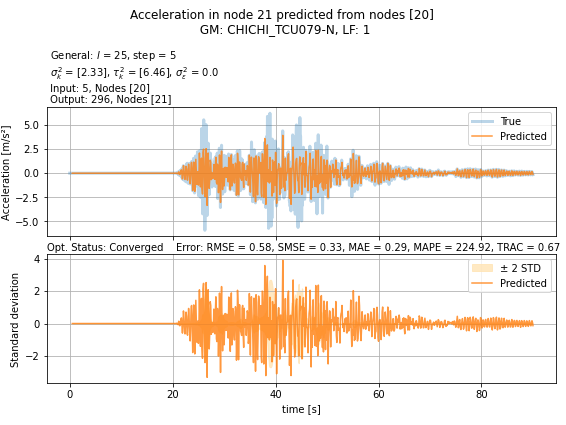 Acceleration in node 21 predicted from nodes [20]
GM: CHICHI_TCU079-N, LF: 1
General: l = 25, step = 5
σ²ₖ = [2.33], τ²ₖ = [6.46], σ²_ε = 0.0
Input: 5, Nodes [20]
Output: 296, Nodes [21]
Acceleration [m/s²]
5.0
2.5
0.0
−2.5
−5.0
True
Predicted
Opt. Status: Converged    Error: RMSE = 0.58, SMSE = 0.33, MAE = 0.29, MAPE = 224.92, TRAC = 0.67
Standard deviation
4
2
0
−2
± 2 STD
Predicted
0 20 40 60 80
time [s]